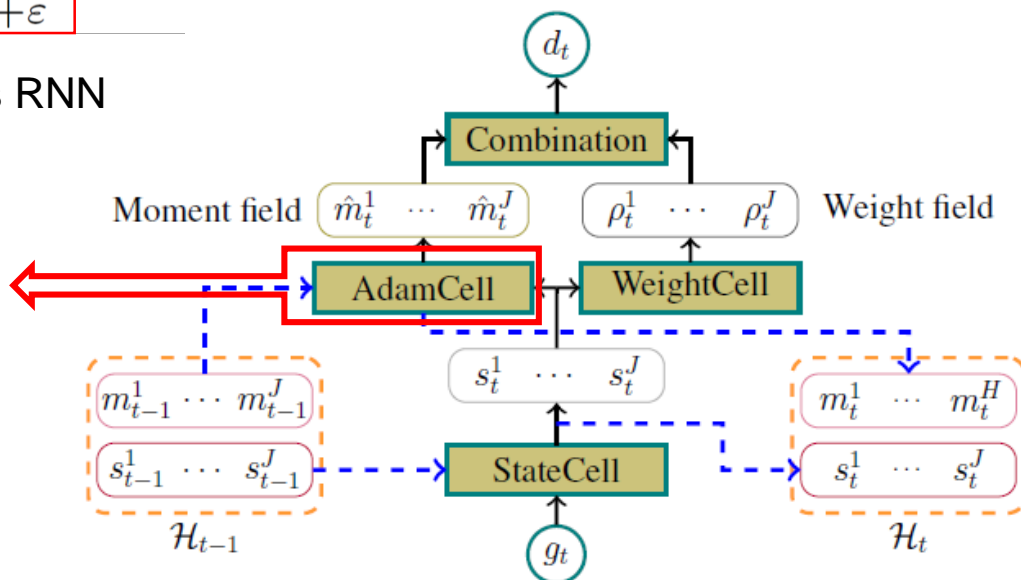 +ε
d_t
RNN
Combination
Moment field m̂_t^1 ⋯ m̂_t^J ρ_t^1 ⋯ ρ_t^J Weight field
AdamCell WeightCell
s_t^1 ⋯ s_t^J
m_{t-1}^1 ⋯ m_{t-1}^J m_t^1 ⋯ m_t^H
s_{t-1}^1 ⋯ s_{t-1}^J StateCell s_t^1 ⋯ s_t^J
ℋ_{t-1} g_t ℋ_t